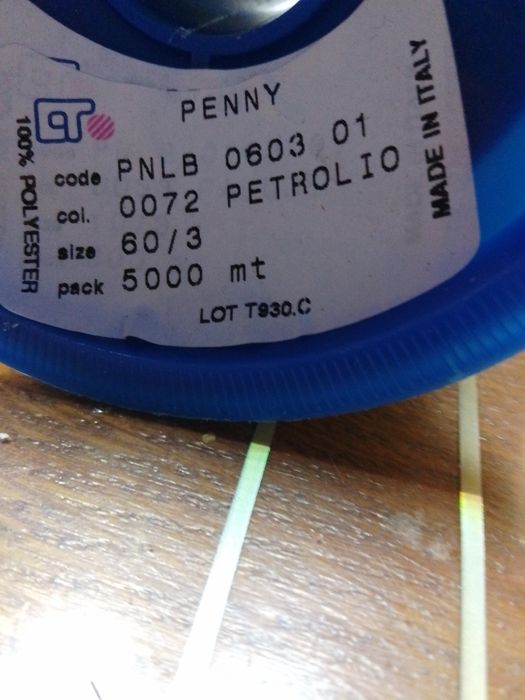 PENNY
code PNLB 0603 01
col. 0072 PETROLIO
size 60/3
pack 5000 mt
LOT T930.C
100% POLYESTER
MADE IN ITALY